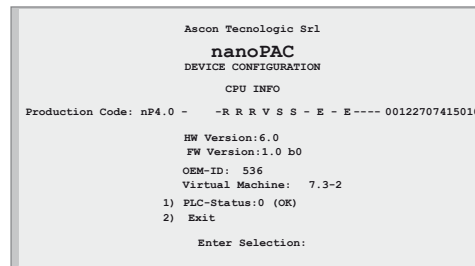 Ascon Tecnologic Srl
nanoPAC
DEVICE CONFIGURATION
CPU INFO
Production Code: nP4.0 - -R R R V S S - E - E---- 0012270741501
HW Version:6.0
FW Version:1.0 b0
OEM-ID: 536
Virtual Machine: 7.3-2
1) PLC-Status:0 (OK)
2) Exit
Enter Selection: